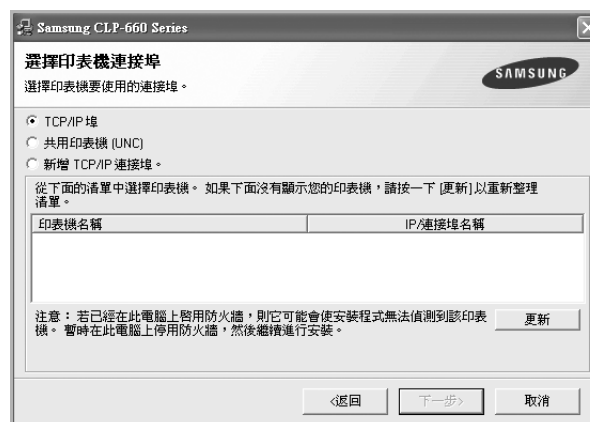 Samsung CLP-660 Series
選擇印表機連接埠
選擇印表機要使用的連接埠。
SAMSUNG
TCP/IP 埠
共用印表機 (UNC)
新增 TCP/IP 連接埠。
從下面的清單中選擇印表機。如果下面沒有顯示您的印表機，請按一下 [更新] 以重新整理
清單。
印表機名稱 IP/連接埠名稱
注意： 若已經在此電腦上啓用防火牆，則它可能會使安裝程式無法偵測到該印表
機。 暫時在此電腦上停用防火牆，然後繼續進行安裝。
更新
<返回 下一步> 取消